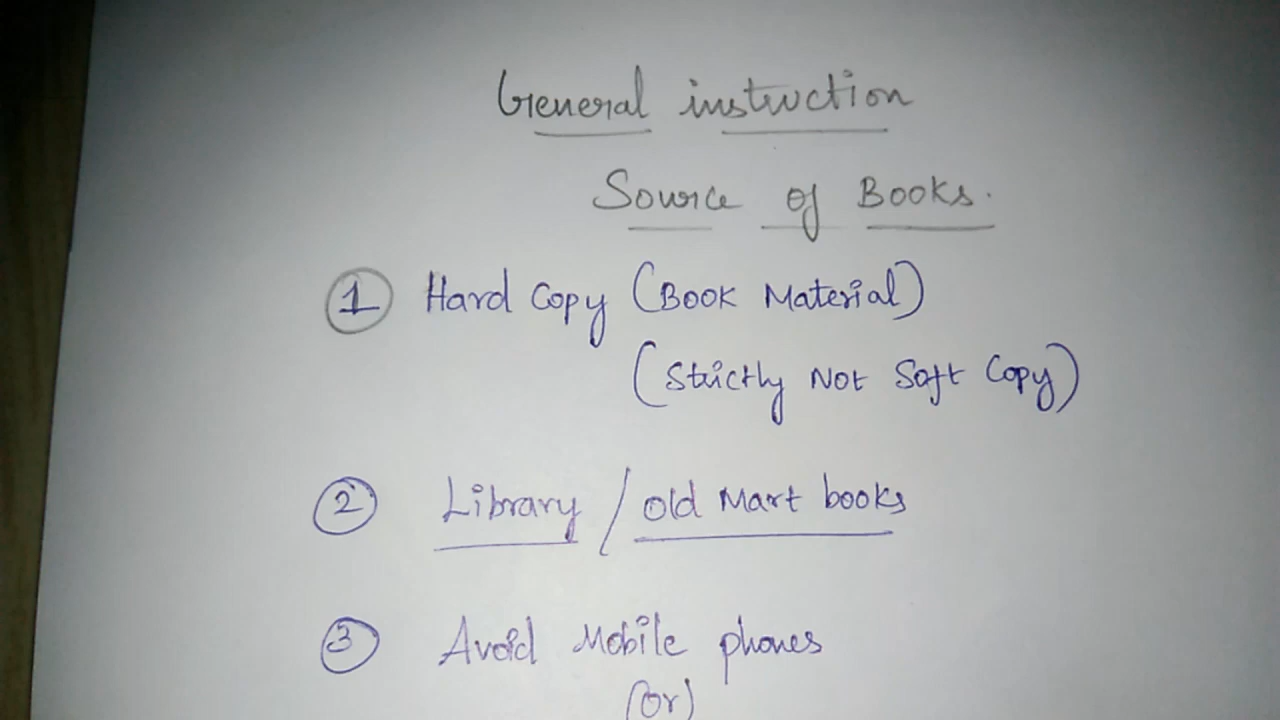 General instruction
Source of Books.
1 Hard Copy (Book Material)
(Strictly Not Soft Copy)
2 Library / old Mart books
3 Avoid Mobile phones
(or)